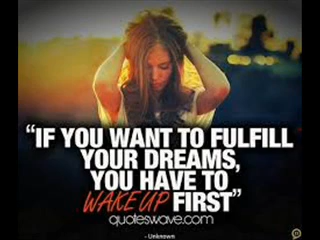 “IF YOU WANT TO FULFILL
YOUR DREAMS,
YOU HAVE TO
WAKE UP FIRST”
quoteswave.com
- Unknown